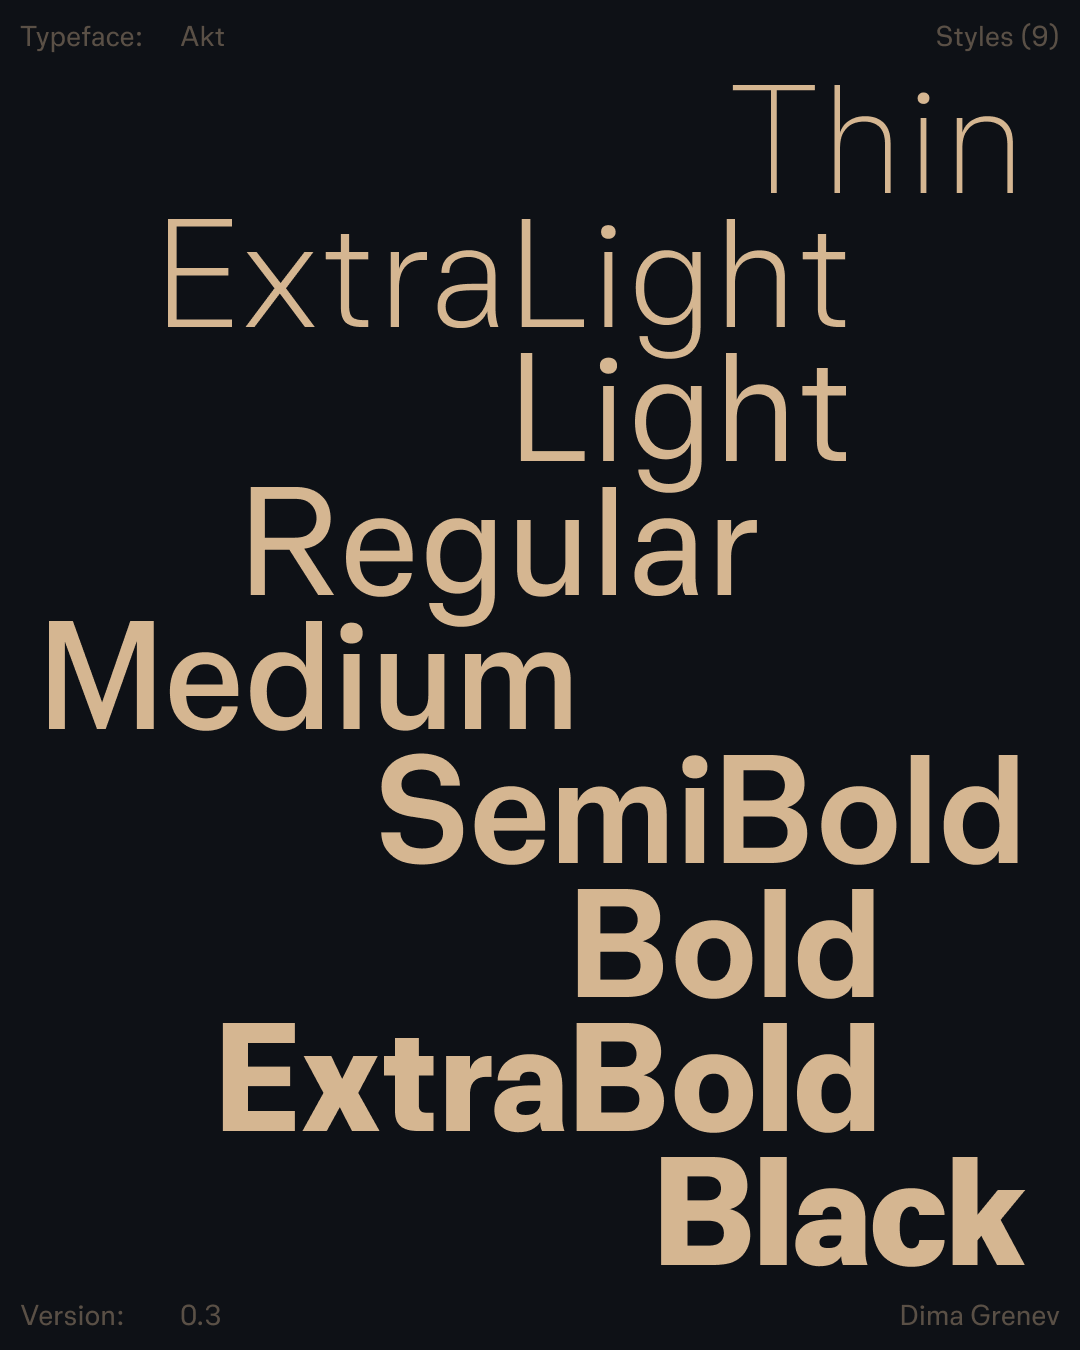 Typeface: Akt Styles (9)
Thin
ExtraLight
Light
Regular
Medium
SemiBold
Bold
ExtraBold
Black
Version: 0.3 Dima Grenev